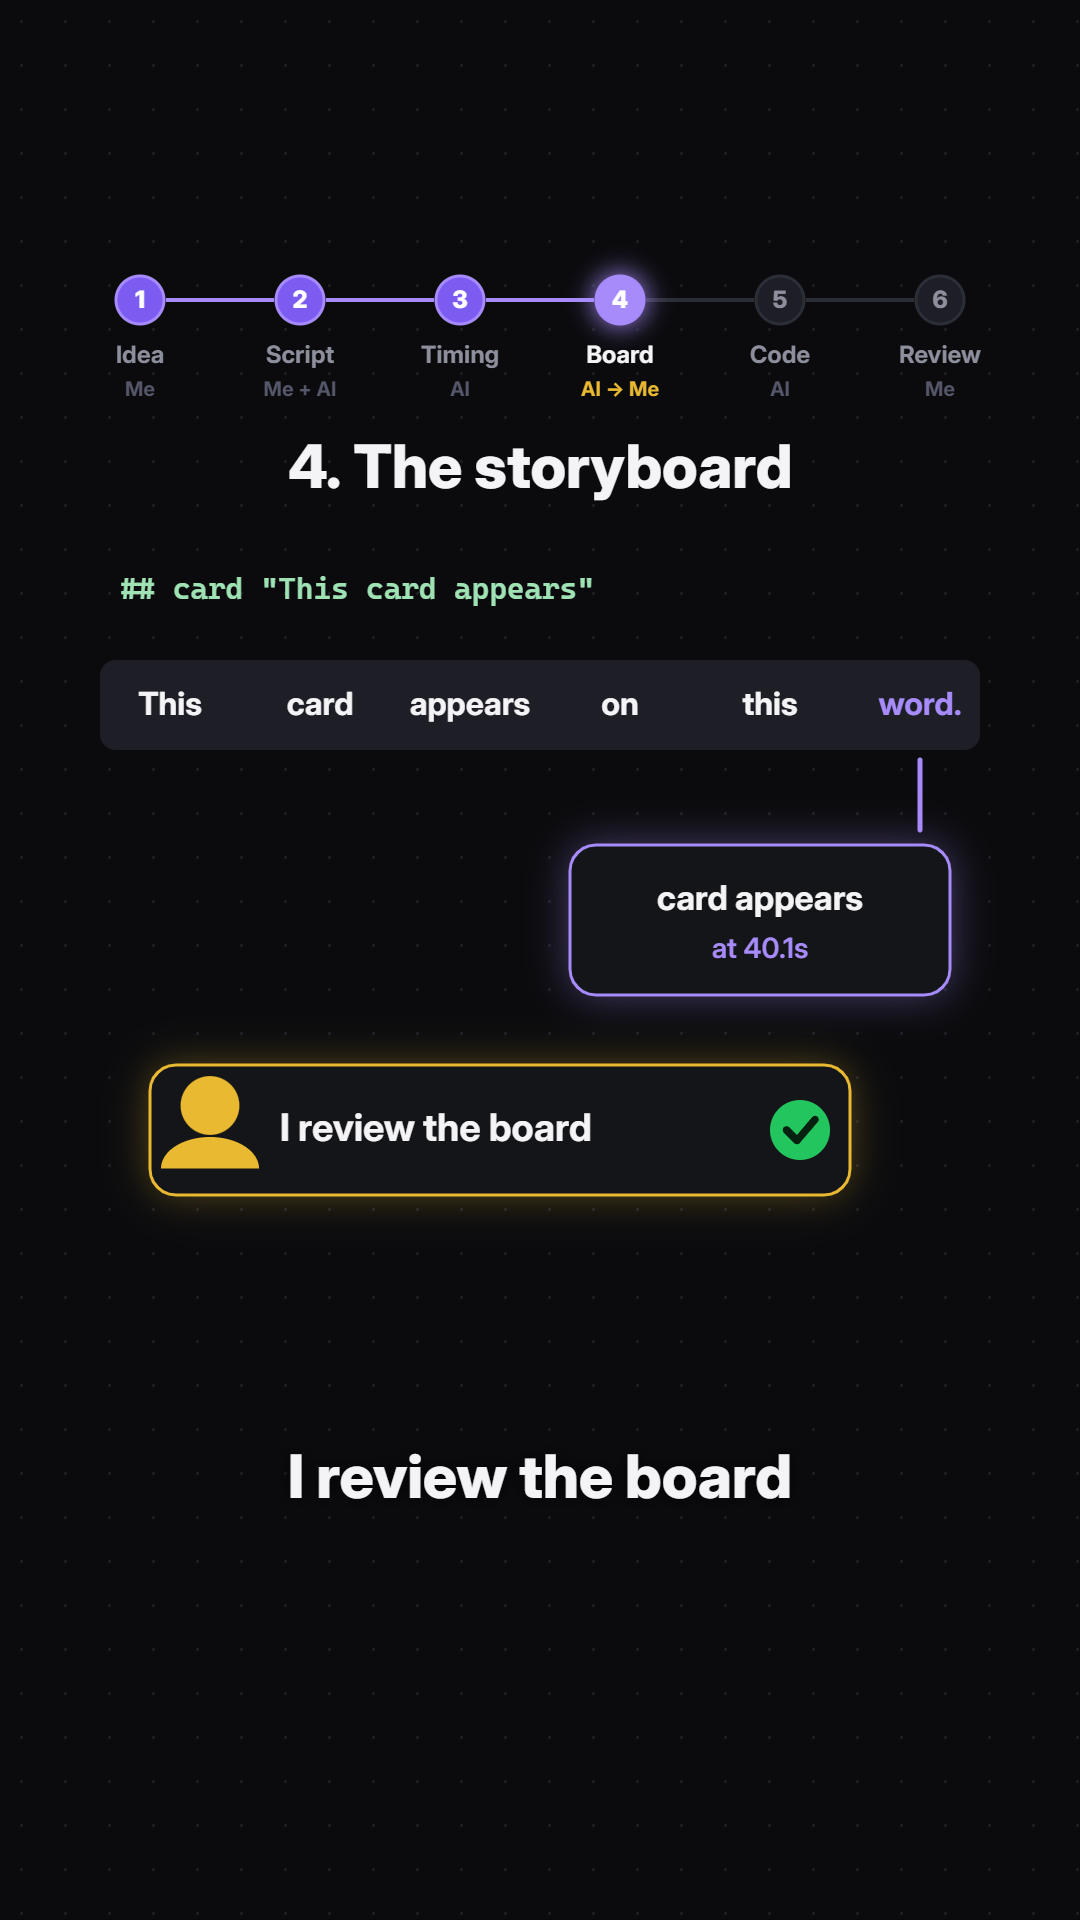 1 2 3 4 5 6
Idea Script Timing Board Code Review
Me Me + AI AI AI → Me AI Me
4. The storyboard
## card "This card appears"
This card appears on this word.
card appears
at 40.1s
I review the board
I review the board